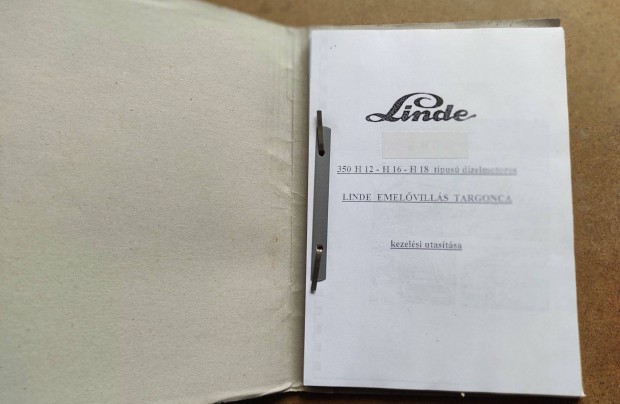 Linde
350 H 12 - H 16 - H 18 típusú dízelmotoros
LINDE EMELŐVILLÁS TARGONCA
kezelési utasítása